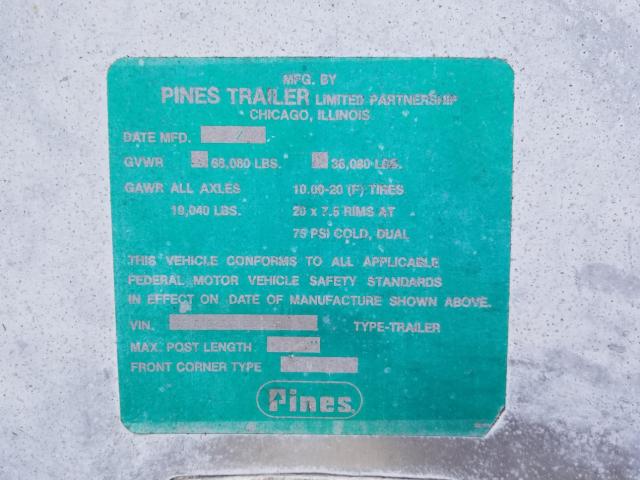 MFG. BY
PINES TRAILER LIMITED PARTNERSHIP
CHICAGO, ILLINOIS
DATE MFD.
GVWR 68,080 LBS. 36,080 LBS.
GAWR ALL AXLES 10.00-20 (F) TIRES
18,040 LBS. 20 x 7.5 RIMS AT
75 PSI COLD, DUAL
THIS VEHICLE CONFORMS TO ALL APPLICABLE
FEDERAL MOTOR VEHICLE SAFETY STANDARDS
IN EFFECT ON DATE OF MANUFACTURE SHOWN ABOVE.
VIN. TYPE-TRAILER
MAX. POST LENGTH
FRONT CORNER TYPE
Pines